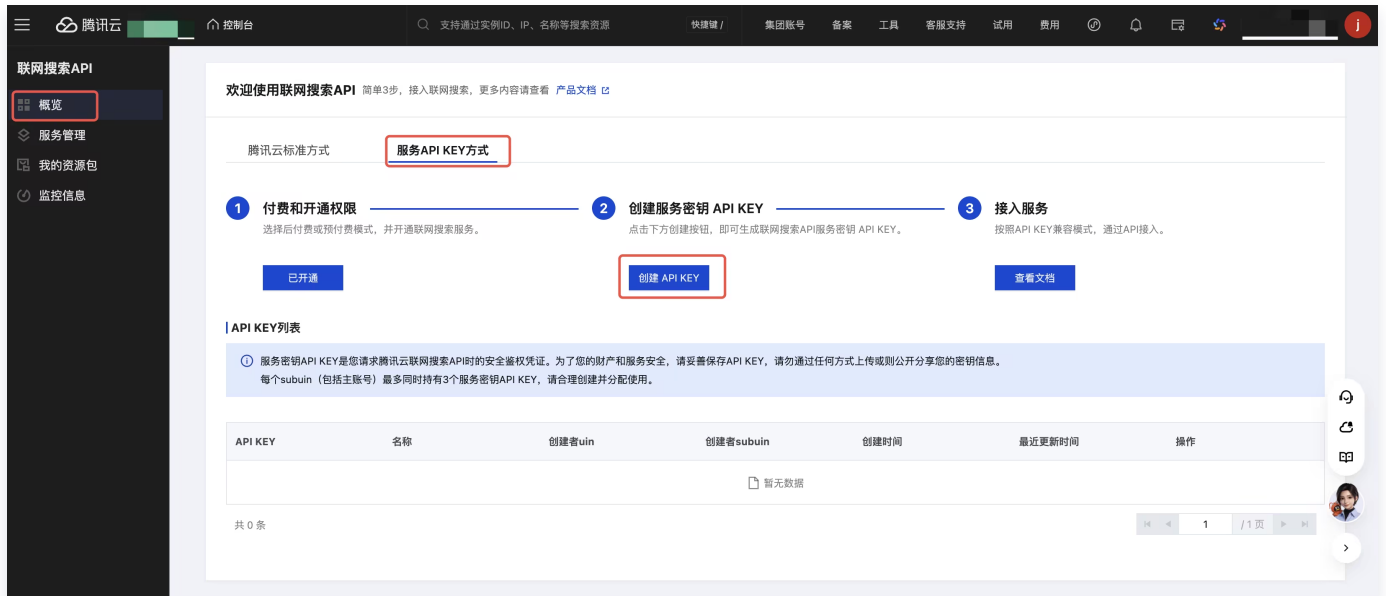 腾讯云
控制台
支持通过实例ID、IP、名称等搜索资源
快捷键 /
集团账号
备案
工具
客服支持
试用
费用
j
联网搜索API
概览
服务管理
我的资源包
监控信息
欢迎使用联网搜索API 简单3步，接入联网搜索，更多内容请查看 产品文档
腾讯云标准方式
服务API KEY方式
1 付费和开通权限
选择后付费或预付费模式，并开通联网搜索服务。
已开通
2 创建服务密钥 API KEY
点击下方创建按钮，即可生成联网搜索API服务密钥 API KEY。
创建 API KEY
3 接入服务
按照API KEY兼容模式，通过API接入。
查看文档
API KEY列表
服务密钥API KEY是您请求腾讯云联网搜索API时的安全鉴权凭证。为了您的财产和服务安全，请妥善保存API KEY，请勿通过任何方式上传或则公开分享您的密钥信息。
每个subuin（包括主账号）最多同时持有3个服务密钥API KEY，请合理创建并分配使用。
API KEY
名称
创建者uin
创建者subuin
创建时间
最近更新时间
操作
暂无数据
共 0 条
1
/ 1 页